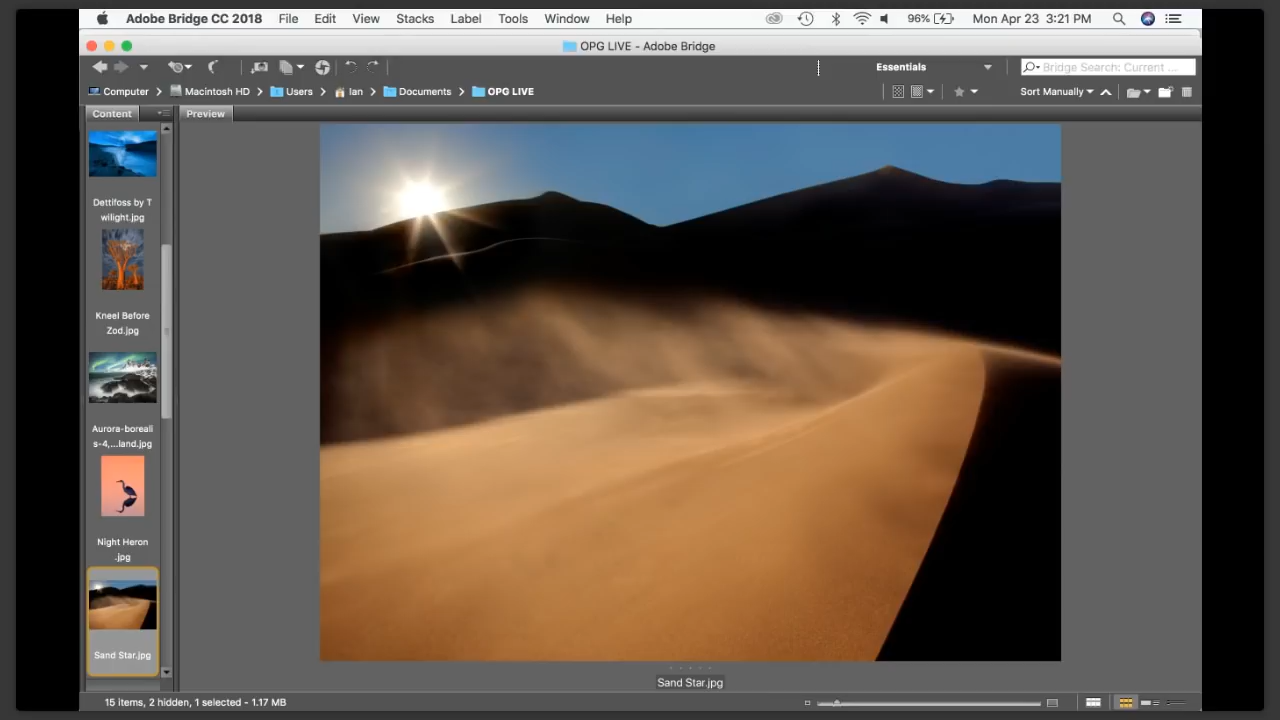 Adobe Bridge CC 2018 File Edit View Stacks Label Tools Window Help 96% Mon Apr 23 3:21 PM
OPG LIVE - Adobe Bridge
Essentials
Bridge Search: Current ...
Computer Macintosh HD Users Ian Documents OPG LIVE
Sort Manually
Content
Preview
Dettifoss by T
wilight.jpg
Kneel Before
Zod.jpg
Aurora-boreali
s-4,...land.jpg
Night Heron
.jpg
Sand Star.jpg
Sand Star.jpg
15 items, 2 hidden, 1 selected - 1.17 MB